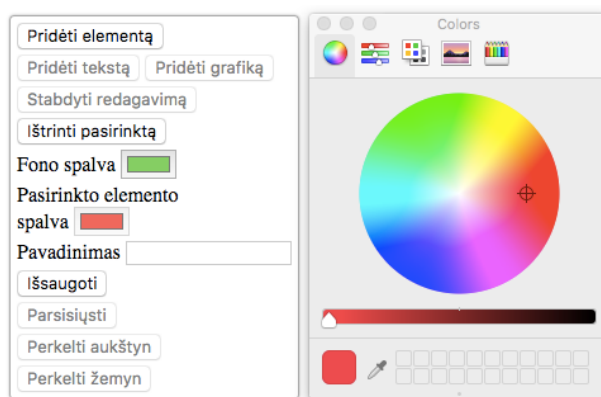 Pridėti elementą
Pridėti tekstą Pridėti grafiką
Stabdyti redagavimą
Ištrinti pasirinktą
Fono spalva
Pasirinkto elemento
spalva
Pavadinimas
Išsaugoti
Parsisiųsti
Perkelti aukštyn
Perkelti žemyn
Colors